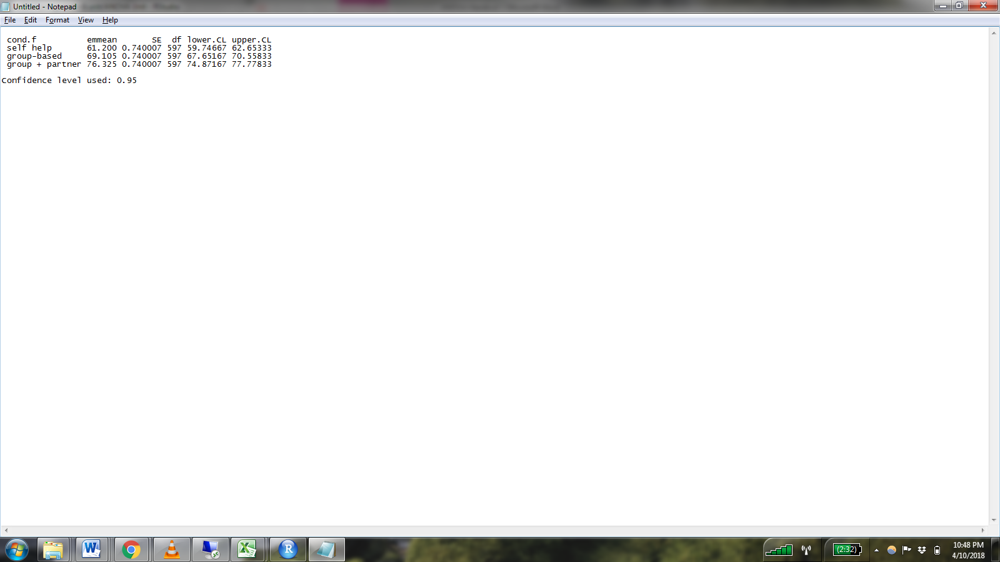 Untitled - Notepad
File Edit Format View Help
cond.f emmean SE df lower.CL upper.CL
self help 61.200 0.740007 597 59.74667 62.65333
group-based 69.105 0.740007 597 67.65167 70.55833
group + partner 76.325 0.740007 597 74.87167 77.77833
Confidence level used: 0.95
(2:32)
10:48 PM
4/10/2018